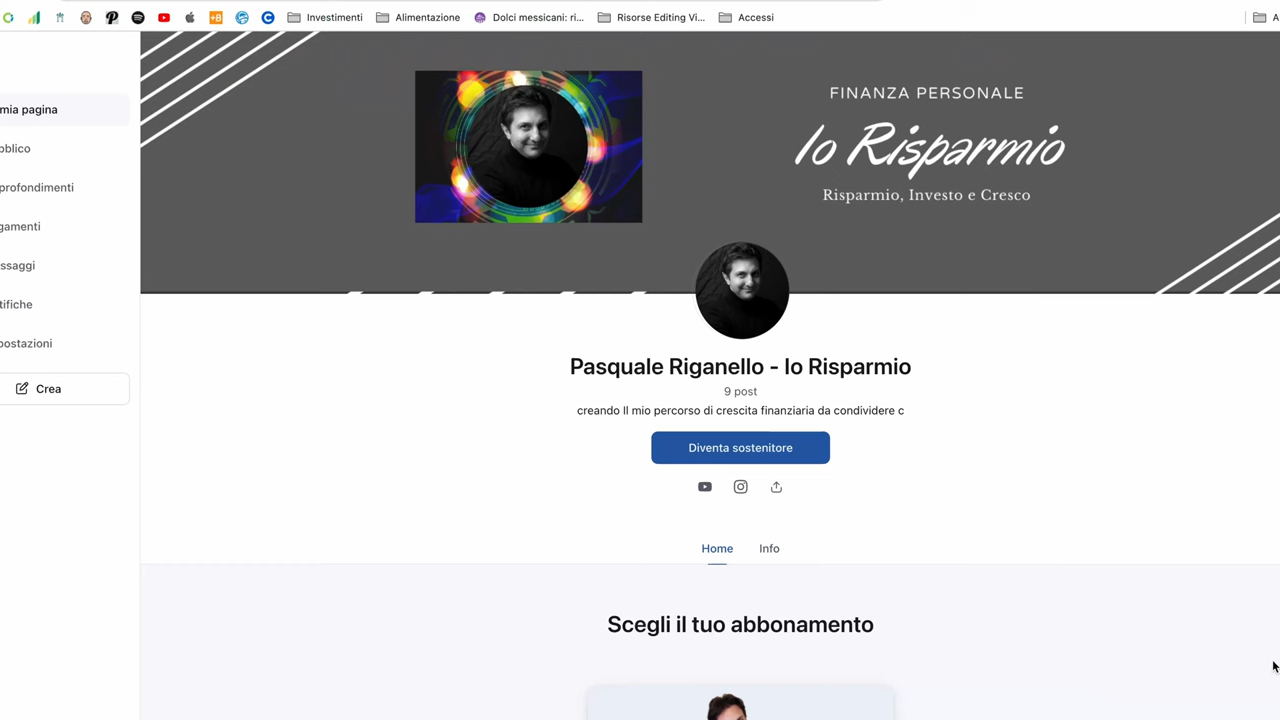 Investimenti
Alimentazione
Dolci messicani: ri...
Risorse Editing Vi...
Accessi
A
mia pagina
bblico
profondimenti
gamenti
ssaggi
tifiche
postazioni
Crea
FINANZA PERSONALE
Io Risparmio
Risparmio, Investo e Cresco
Pasquale Riganello - Io Risparmio
9 post
creando Il mio percorso di crescita finanziaria da condividere c
Diventa sostenitore
Home
Info
Scegli il tuo abbonamento